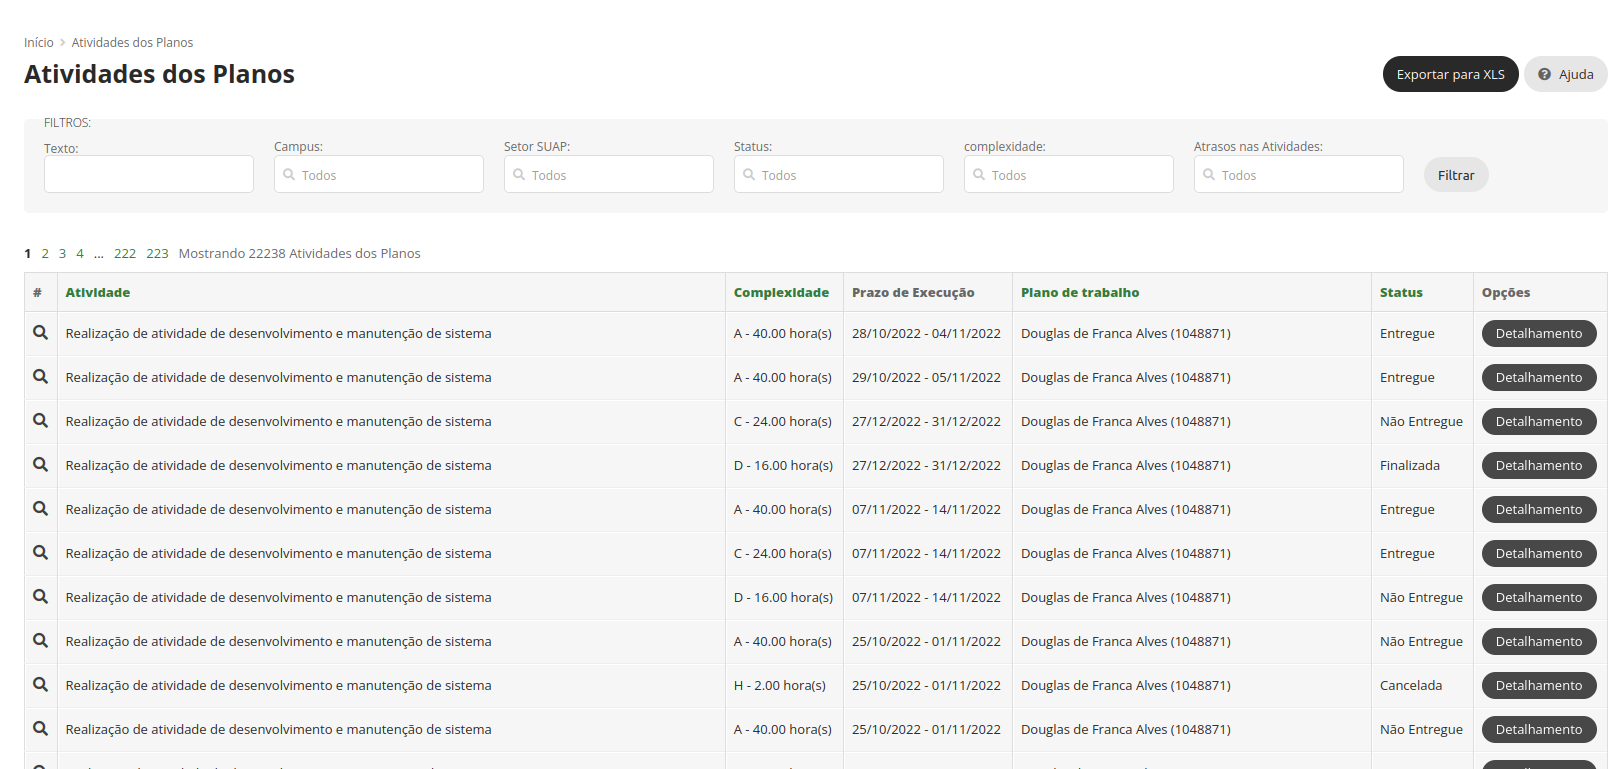 Início > Atividades dos Planos
Atividades dos Planos
Exportar para XLS
Ajuda
FILTROS:
Texto: Campus: Setor SUAP: Status: complexidade: Atrasos nas Atividades:
Todos Todos Todos Todos Todos Filtrar
1 2 3 4 ... 222 223 Mostrando 22238 Atividades dos Planos
# Atividade Complexidade Prazo de Execução Plano de trabalho Status Opções
Realização de atividade de desenvolvimento e manutenção de sistema A - 40.00 hora(s) 28/10/2022 - 04/11/2022 Douglas de Franca Alves (1048871) Entregue Detalhamento
Realização de atividade de desenvolvimento e manutenção de sistema A - 40.00 hora(s) 29/10/2022 - 05/11/2022 Douglas de Franca Alves (1048871) Entregue Detalhamento
Realização de atividade de desenvolvimento e manutenção de sistema C - 24.00 hora(s) 27/12/2022 - 31/12/2022 Douglas de Franca Alves (1048871) Não Entregue Detalhamento
Realização de atividade de desenvolvimento e manutenção de sistema D - 16.00 hora(s) 27/12/2022 - 31/12/2022 Douglas de Franca Alves (1048871) Finalizada Detalhamento
Realização de atividade de desenvolvimento e manutenção de sistema A - 40.00 hora(s) 07/11/2022 - 14/11/2022 Douglas de Franca Alves (1048871) Entregue Detalhamento
Realização de atividade de desenvolvimento e manutenção de sistema C - 24.00 hora(s) 07/11/2022 - 14/11/2022 Douglas de Franca Alves (1048871) Entregue Detalhamento
Realização de atividade de desenvolvimento e manutenção de sistema D - 16.00 hora(s) 07/11/2022 - 14/11/2022 Douglas de Franca Alves (1048871) Não Entregue Detalhamento
Realização de atividade de desenvolvimento e manutenção de sistema A - 40.00 hora(s) 25/10/2022 - 01/11/2022 Douglas de Franca Alves (1048871) Não Entregue Detalhamento
Realização de atividade de desenvolvimento e manutenção de sistema H - 2.00 hora(s) 25/10/2022 - 01/11/2022 Douglas de Franca Alves (1048871) Cancelada Detalhamento
Realização de atividade de desenvolvimento e manutenção de sistema A - 40.00 hora(s) 25/10/2022 - 01/11/2022 Douglas de Franca Alves (1048871) Não Entregue Detalhamento